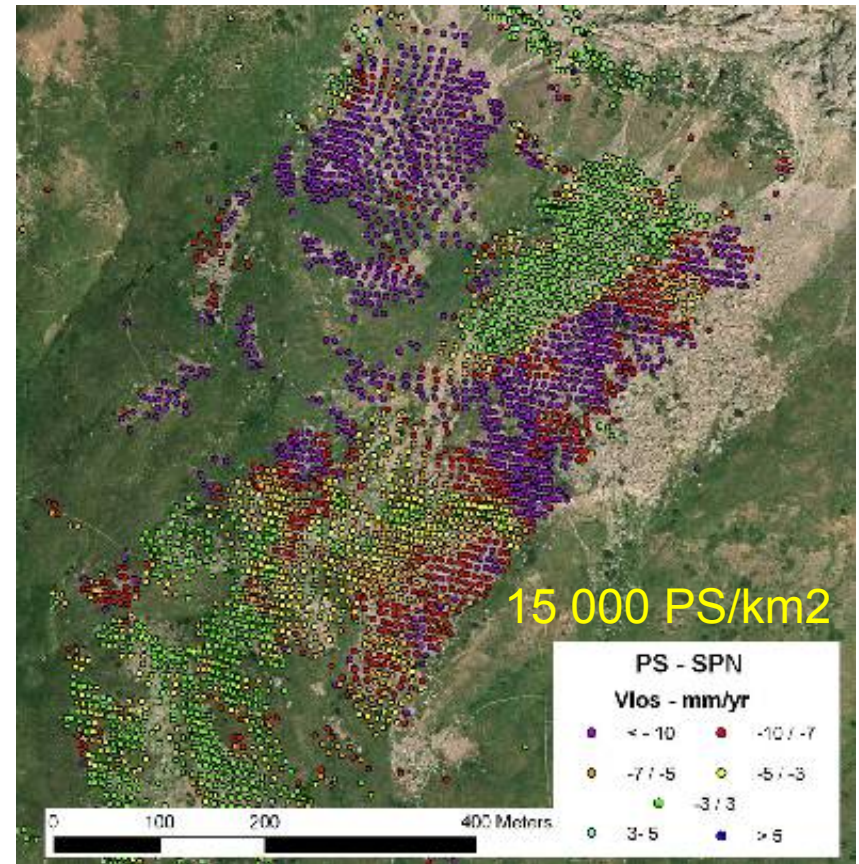 15 000 PS/km2
PS - SPN
Vlos - mm/yr
< - 10 -10 / -7
-7 / -5 -5 / -3
-3 / 3
3- 5 > 5
0 100 200 400 Meters